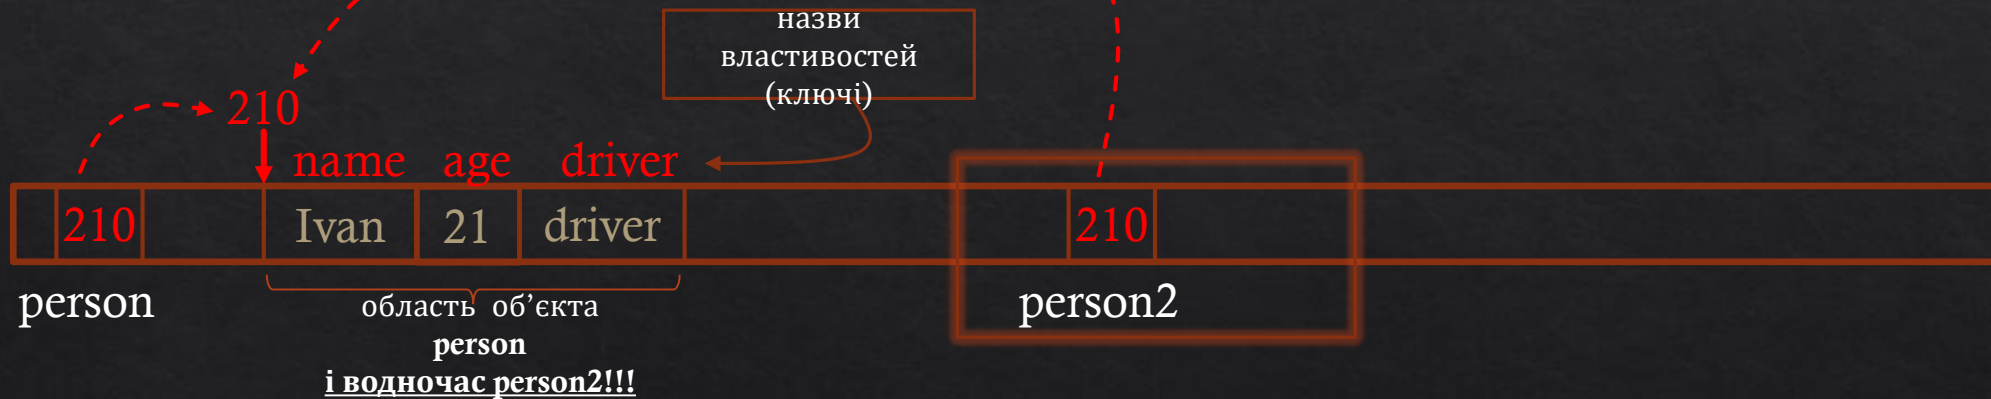 назви
властивостей
(ключі)
210
name age driver
210 Ivan 21 driver 210
person
область об’єкта
person
і водночас person2!!!
person2